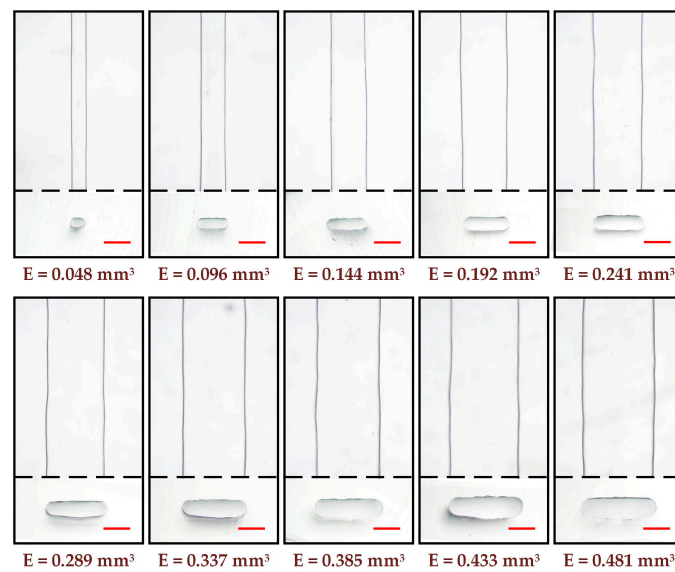 E = 0.048 mm³ E = 0.096 mm³ E = 0.144 mm³ E = 0.192 mm³ E = 0.241 mm³
E = 0.289 mm³ E = 0.337 mm³ E = 0.385 mm³ E = 0.433 mm³ E = 0.481 mm³